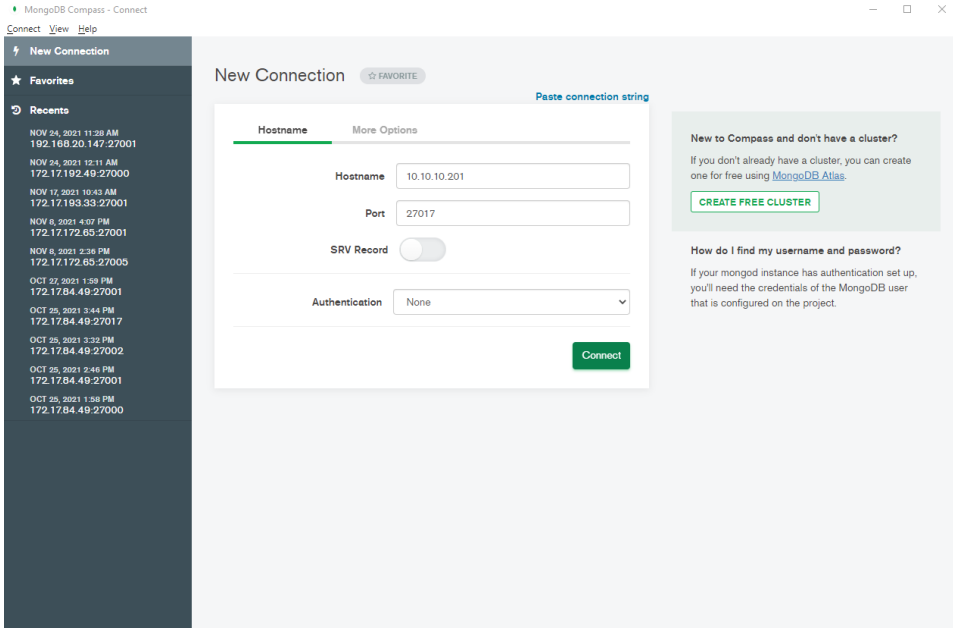 MongoDB Compass - Connect
Connect View Help
New Connection
Favorites
Recents
NOV 24, 2021 11:28 AM
192.168.20.147:27001
NOV 24, 2021 12:11 AM
172.17.192.49:27000
NOV 17, 2021 10:43 AM
172.17.193.33:27001
NOV 8, 2021 4:07 PM
172.17.172.65:27001
NOV 8, 2021 2:36 PM
172.17.172.65:27005
OCT 27, 2021 1:59 PM
172.17.84.49:27001
OCT 25, 2021 3:44 PM
172.17.84.49:27017
OCT 25, 2021 3:32 PM
172.17.84.49:27002
OCT 25, 2021 2:46 PM
172.17.84.49:27001
OCT 25, 2021 1:58 PM
172.17.84.49:27000
New Connection FAVORITE
Paste connection string
Hostname More Options
Hostname 10.10.10.201
Port 27017
SRV Record
Authentication None
Connect
New to Compass and don't have a cluster?
If you don't already have a cluster, you can create
one for free using MongoDB Atlas.
CREATE FREE CLUSTER
How do I find my username and password?
If your mongod instance has authentication set up,
you'll need the credentials of the MongoDB user
that is configured on the project.